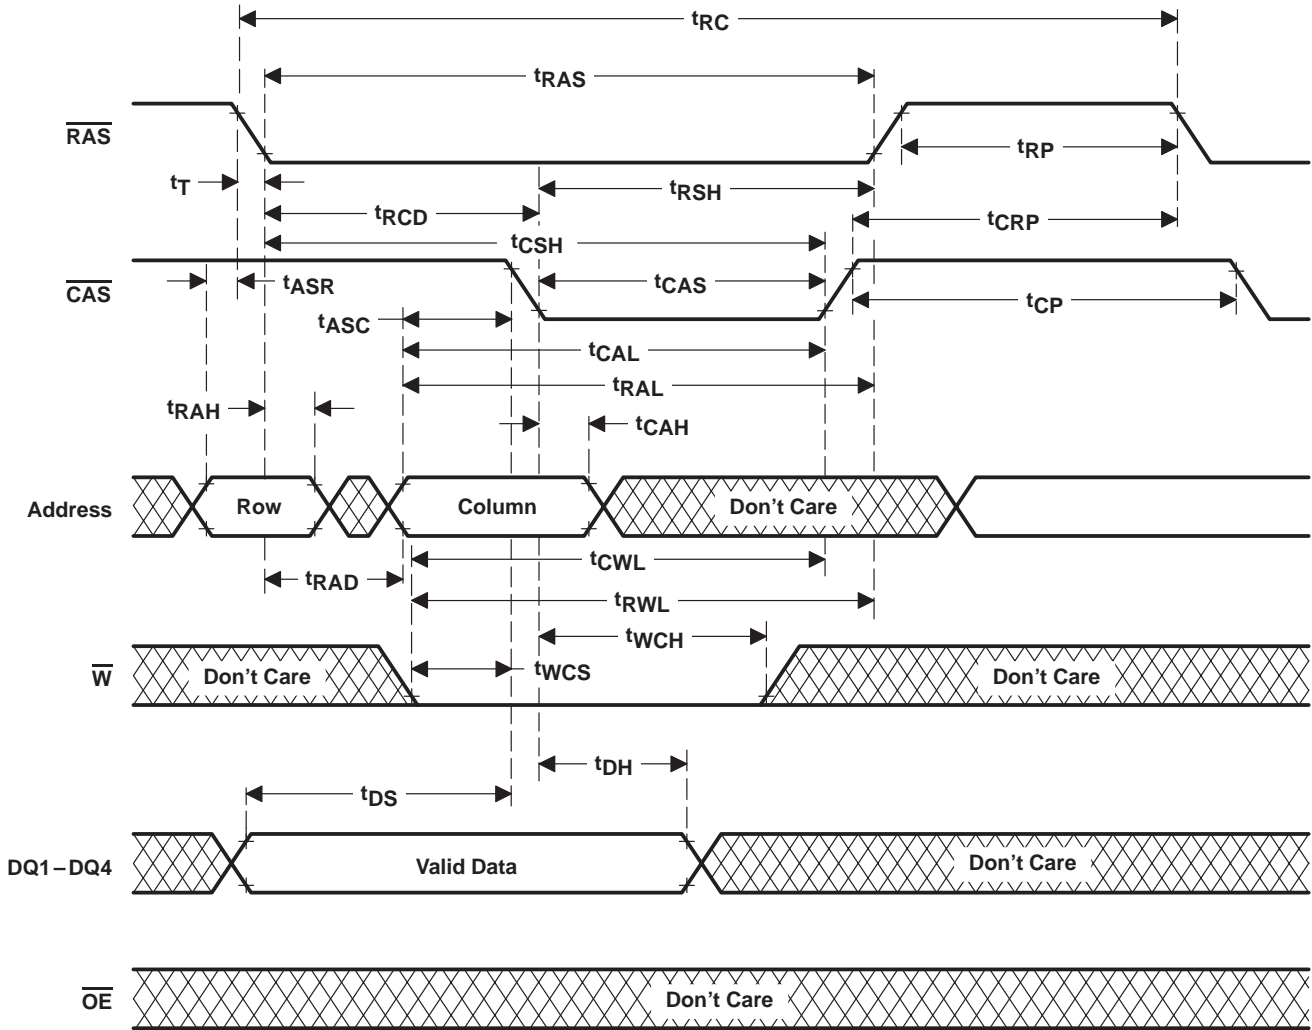 tRC
tRAS
RAS
tRP
tT
tRSH
tRCD
tCRP
tCSH
CAS
tASR
tCAS
tCP
tASC
tCAL
tRAL
tRAH
tCAH
Address
Row
Column
Don't Care
tCWL
tRAD
tRWL
tWCH
W
Don't Care
tWCS
Don't Care
tDH
tDS
DQ1–DQ4
Valid Data
Don't Care
OE
Don't Care